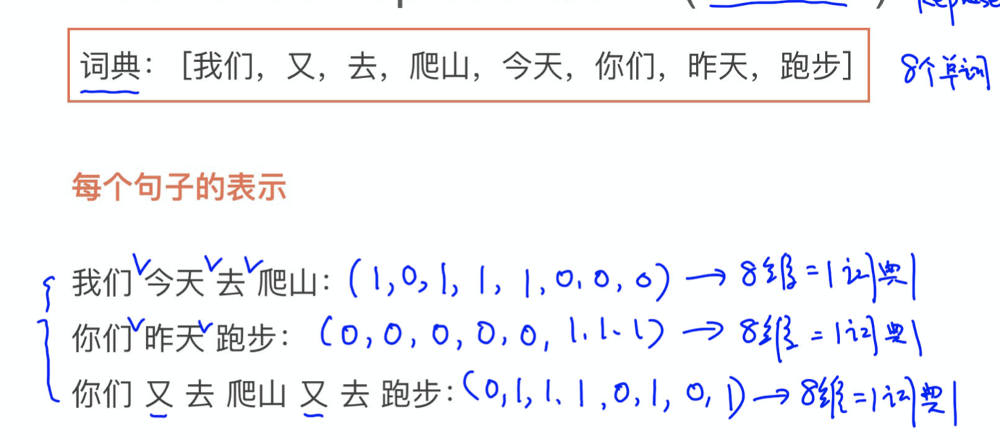 词典：[我们，又，去，爬山，今天，你们，昨天，跑步] 8个单词
每个句子的表示
我们 今天 去 爬山：(1,0,1,1,1,0,0,0) → 8维=|词典|
你们 昨天 跑步：(0,0,0,0,0,1,1,1) → 8维=|词典|
你们 又 去 爬山 又 去 跑步：(0,1,1,1,0,1,0,1) → 8维=|词典|